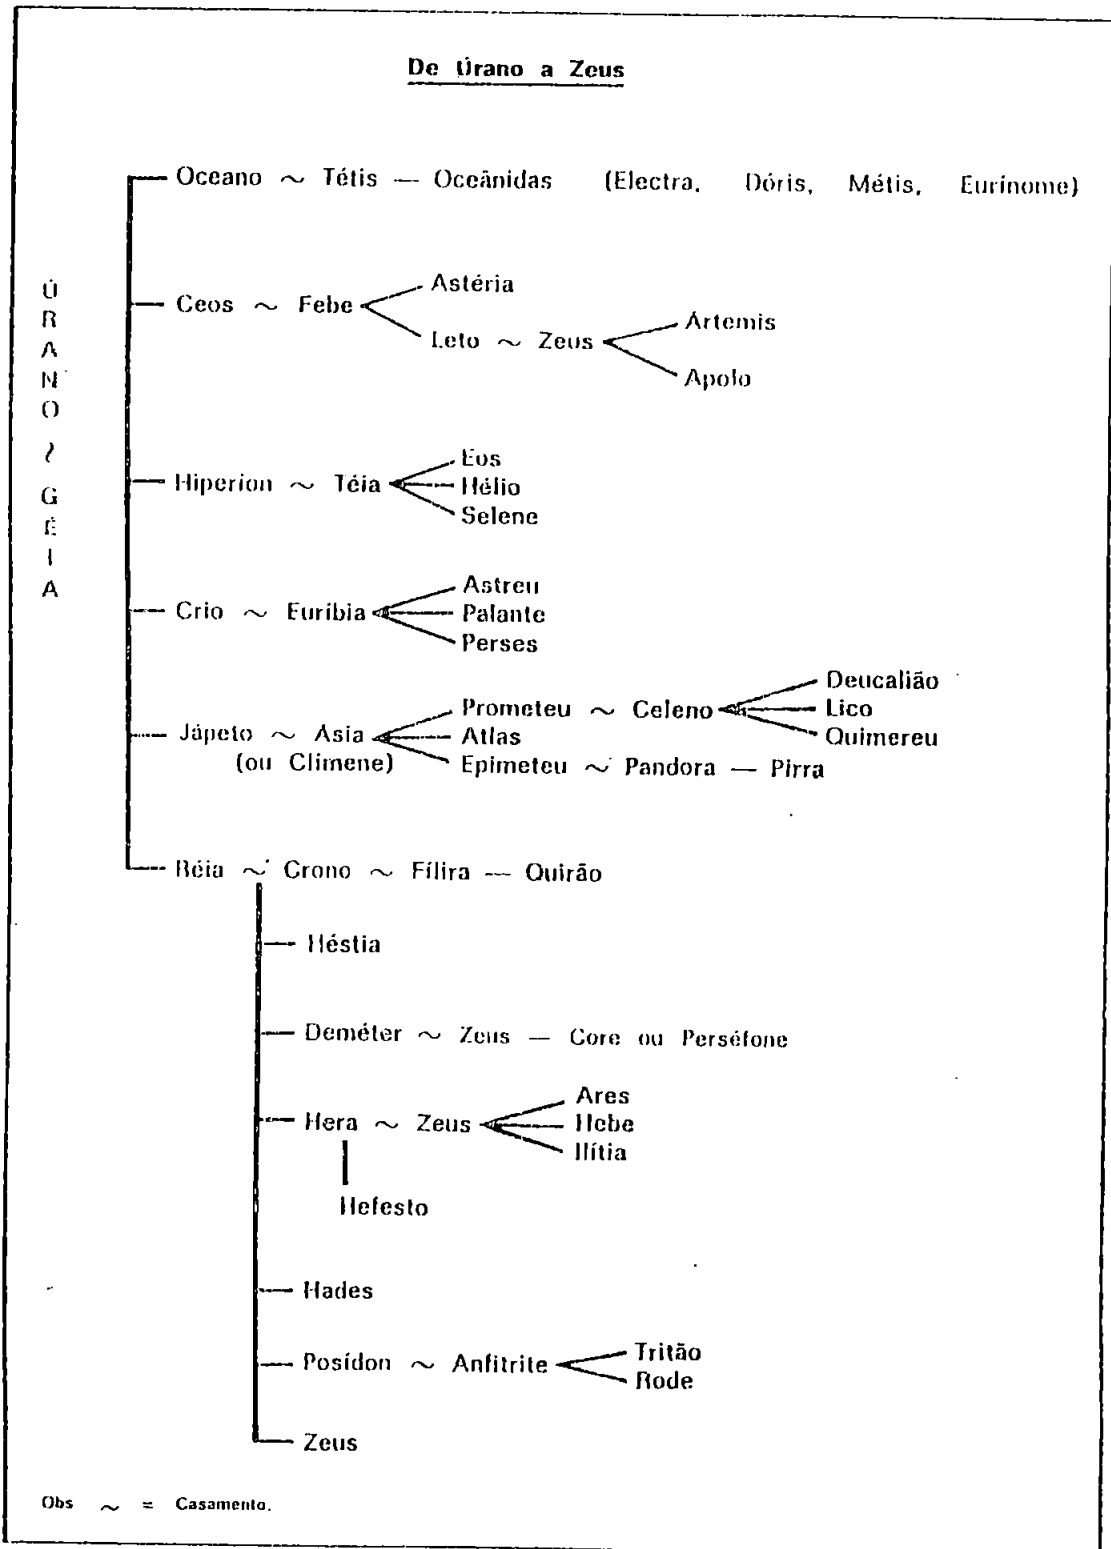 De Úrano a Zeus
Oceano ~ Tétis — Oceânidas (Electra, Dóris, Métis, Eurínome)
ÚRANO ~ GÉIA
Astéria
Ceos ~ Febe
Ártemis
Leto ~ Zeus
Apolo
Eos
Hiperion ~ Téia Hélio
Selene
Astreu
Crio ~ Euríbia Palante
Perses
Deucalião
Prometeu ~ Celeno Lico
Jápeto ~ Ásia Atlas Quimereu
(ou Clímene) Epimeteu ~ Pandora — Pirra
Réia ~ Crono ~ Fílira — Quirão
Héstia
Deméter ~ Zeus — Core ou Perséfone
Ares
Hera ~ Zeus Hebe
Ilítia
Hefesto
Hades
Tritão
Posídon ~ Anfitrite
Rode
Zeus
Obs ~ = Casamento.